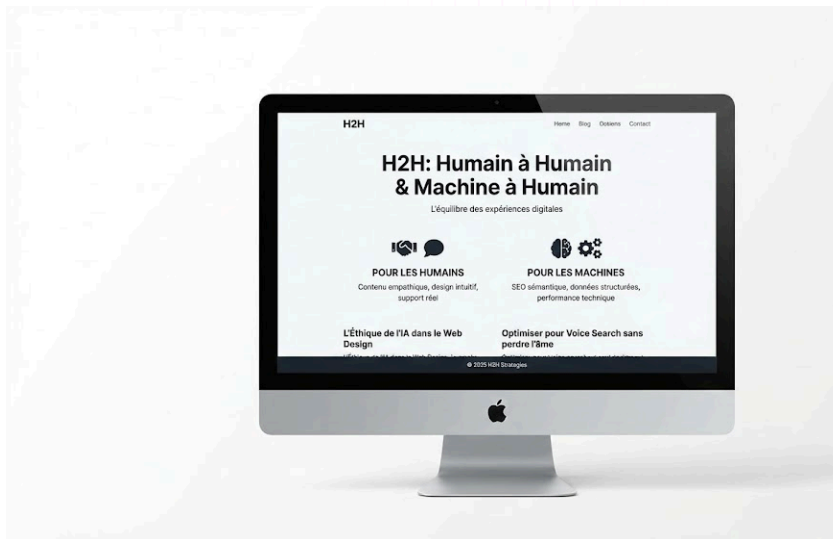 H2H
Home Blog Contact
H2H: Humain à Humain
& Machine à Humain
L'équilibre des expériences digitales
POUR LES HUMAINS
Contenu empathique, design intuitif,
support réel
POUR LES MACHINES
SEO sémantique, données structurées,
performance technique
L'Éthique de l'IA dans le Web
Design
Optimiser pour Voice Search sans
perdre l'âme
© 2025 H2H Strategies